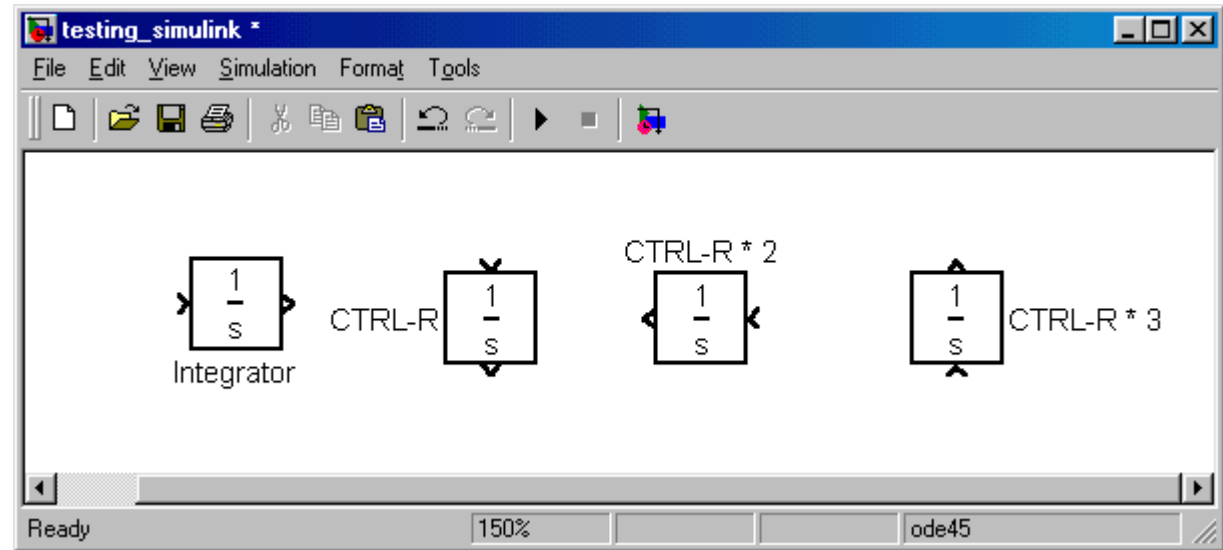 testing_simulink *
File Edit View Simulation Format Tools
1
s
Integrator
CTRL-R
1
s
CTRL-R * 2
1
s
1
s
CTRL-R * 3
Ready 150% ode45